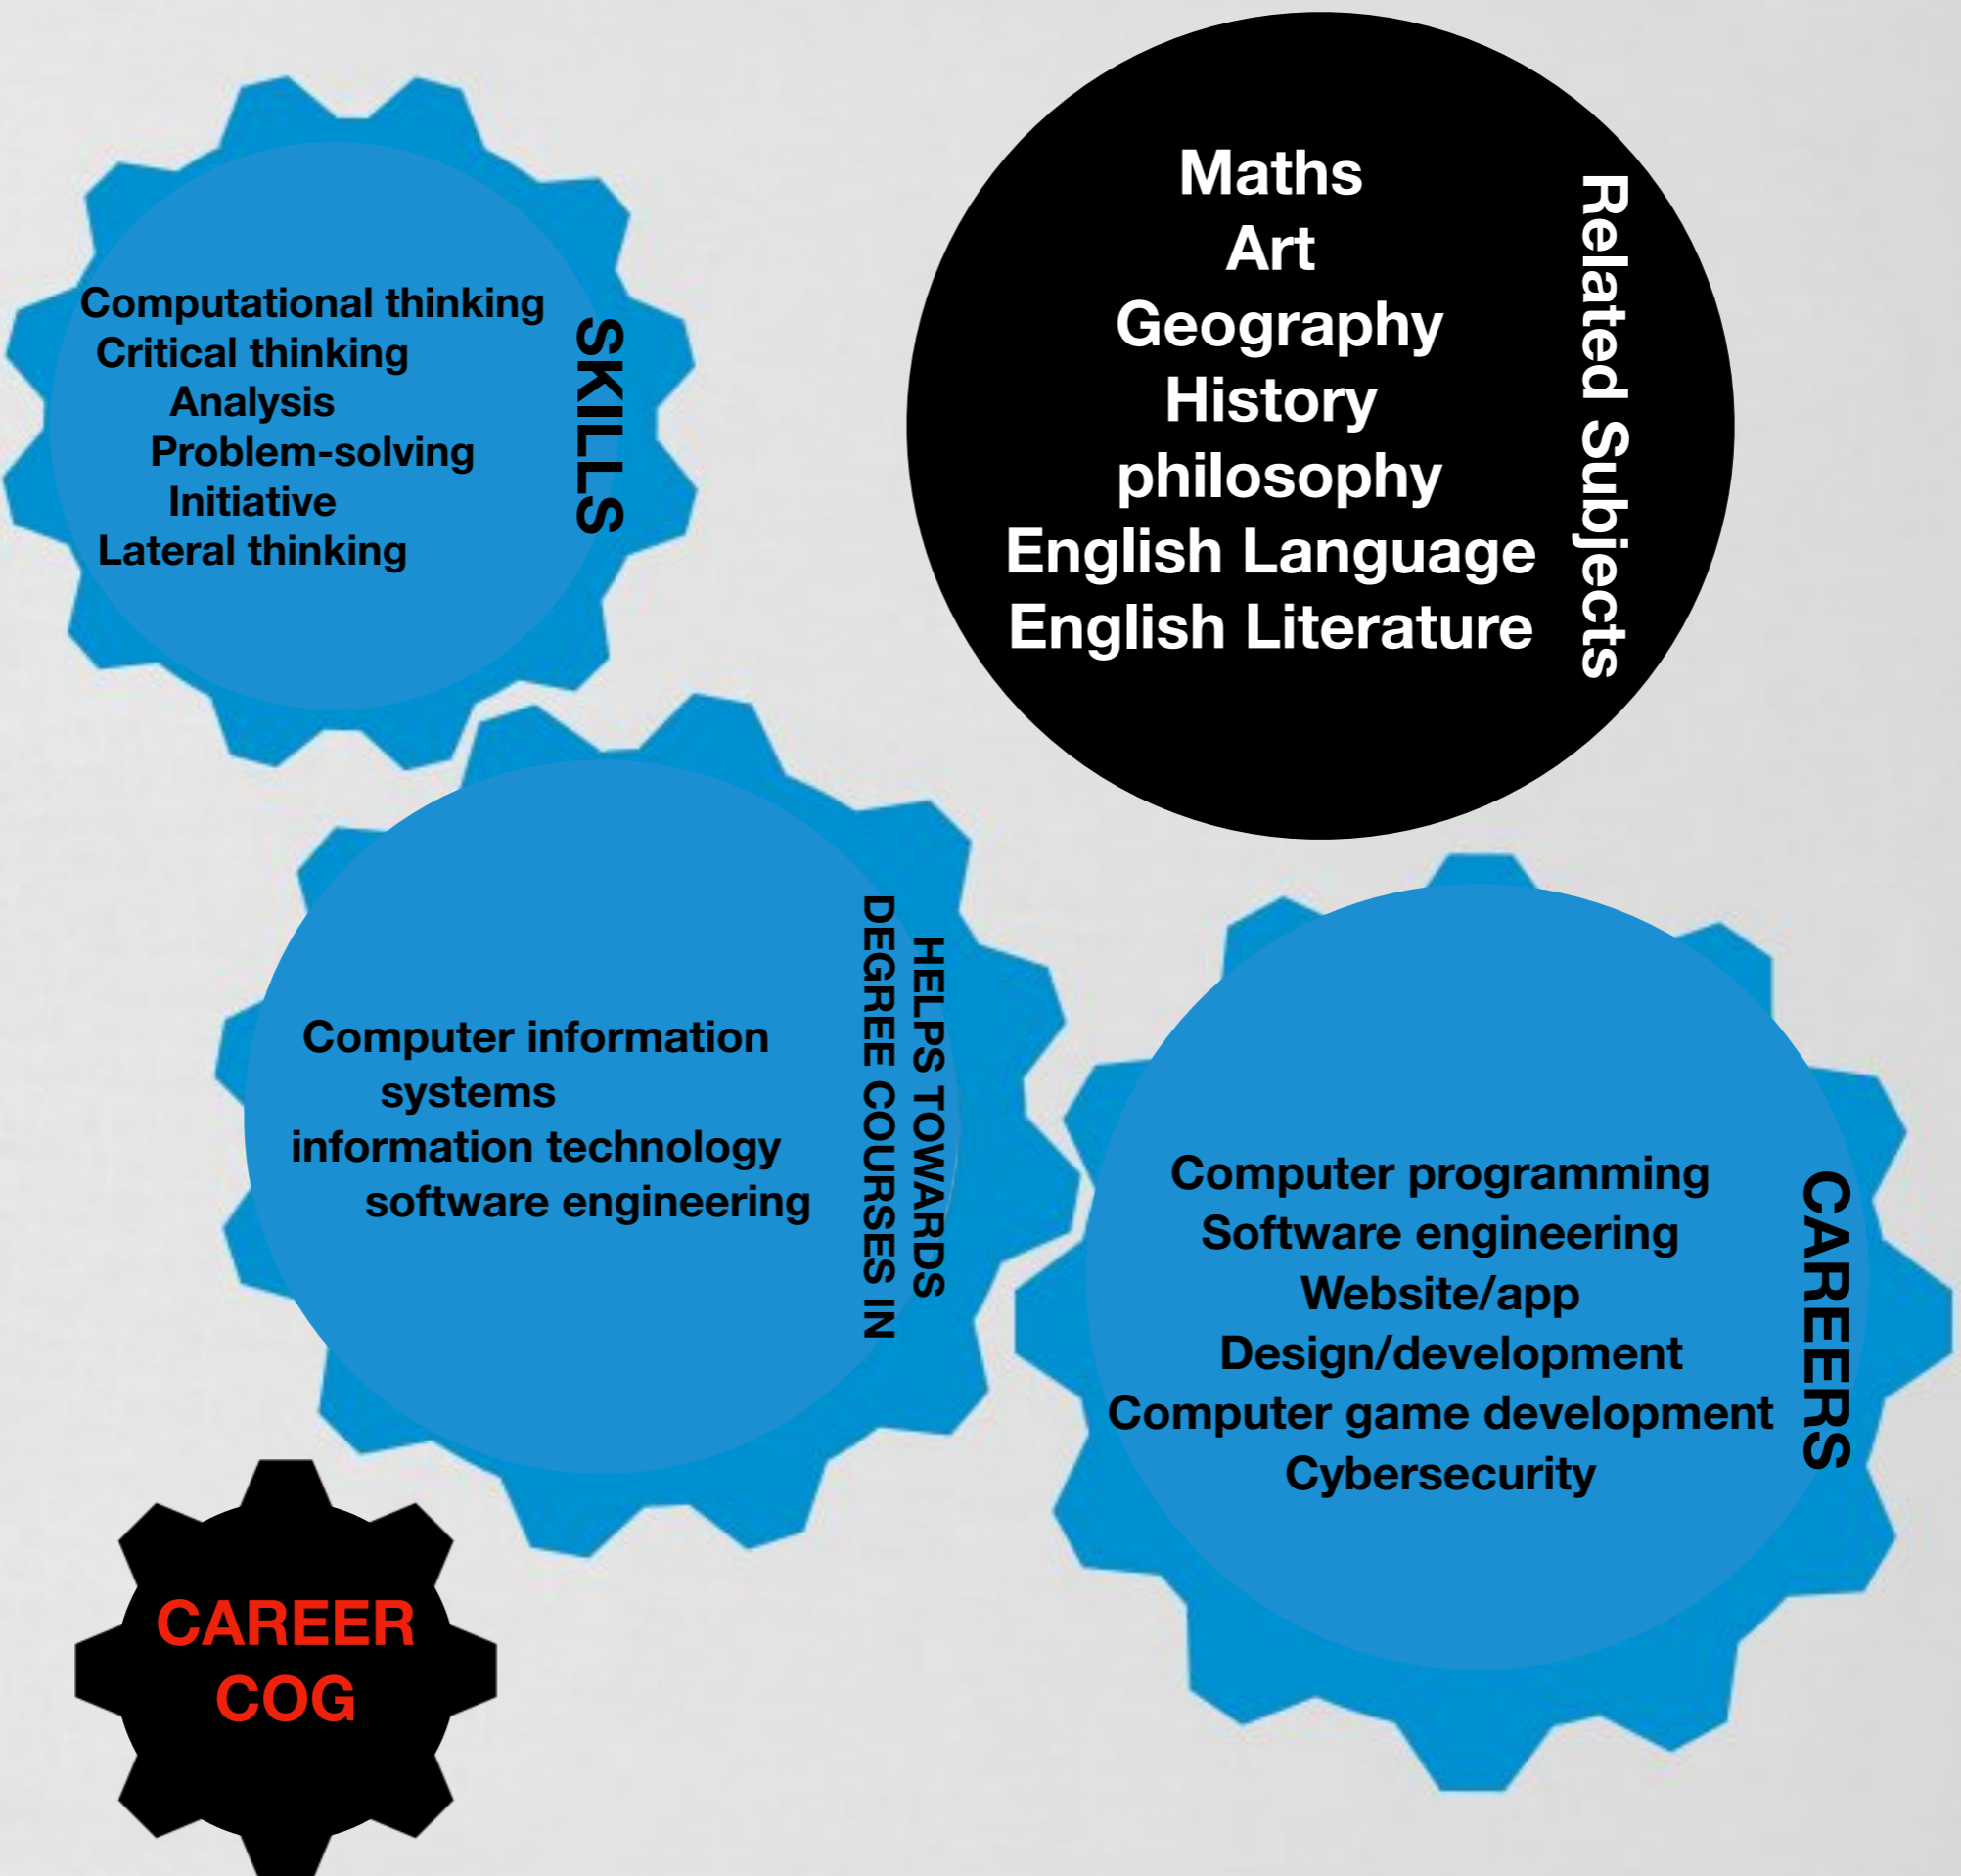 Computational thinking
Critical thinking
Analysis
Problem-solving
Initiative
Lateral thinking
SKILLS
Maths
Art
Geography
History
philosophy
English Language
English Literature
Related Subjects
Computer information
systems
information technology
software engineering
HELPS TOWARDS
DEGREE COURSES IN
Computer programming
Software engineering
Website/app
Design/development
Computer game development
Cybersecurity
CAREERS
CAREER
COG